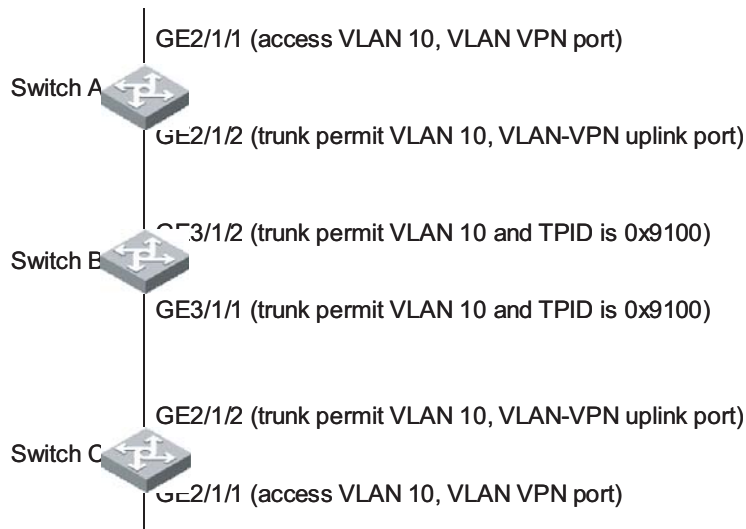 GE2/1/1 (access VLAN 10, VLAN VPN port)
Switch A
GE2/1/2 (trunk permit VLAN 10, VLAN-VPN uplink port)
GE3/1/2 (trunk permit VLAN 10 and TPID is 0x9100)
Switch B
GE3/1/1 (trunk permit VLAN 10 and TPID is 0x9100)
GE2/1/2 (trunk permit VLAN 10, VLAN-VPN uplink port)
Switch C
GE2/1/1 (access VLAN 10, VLAN VPN port)